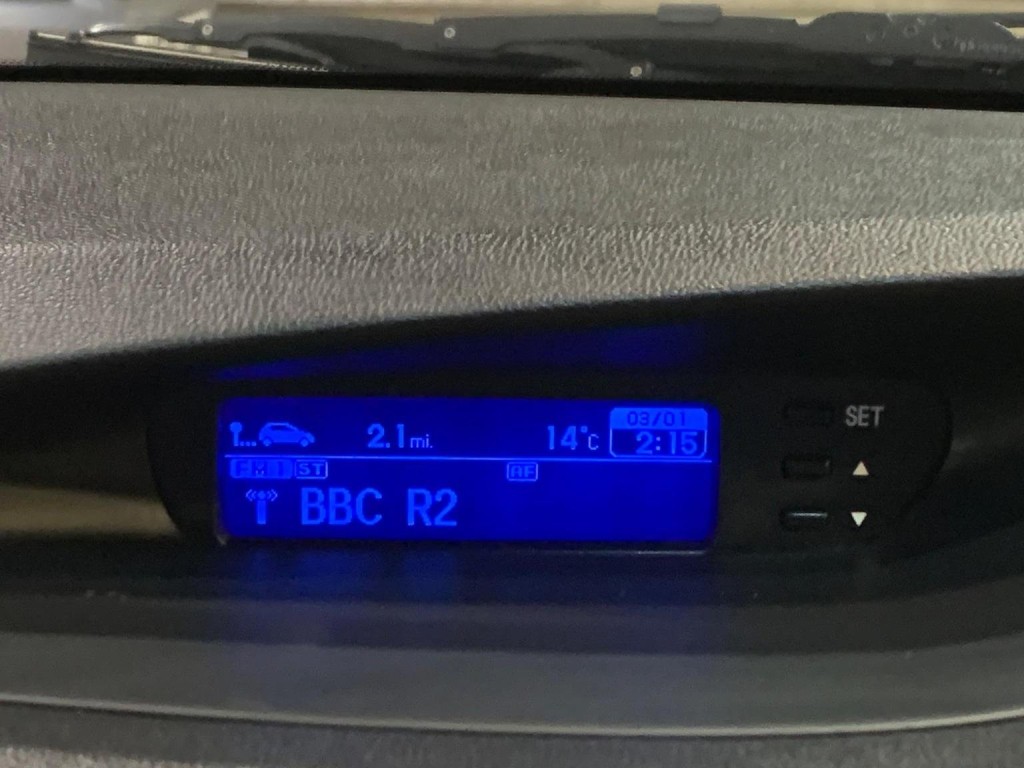 03/01
2.1mi. 14°C 2:15
FM1 ST AF
BBC R2
SET